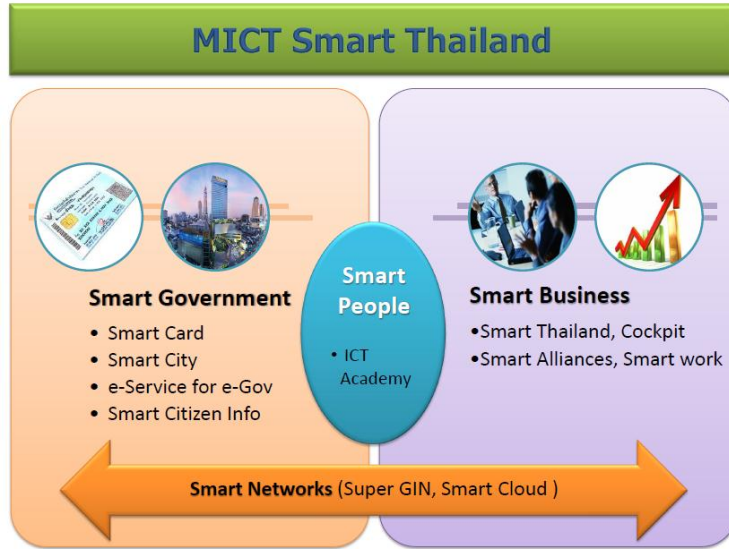 MICT Smart Thailand
Smart Government
• Smart Card
• Smart City
• e-Service for e-Gov
• Smart Citizen Info
Smart
People
• ICT
Academy
Smart Business
•Smart Thailand, Cockpit
•Smart Alliances, Smart work
Smart Networks (Super GIN, Smart Cloud )